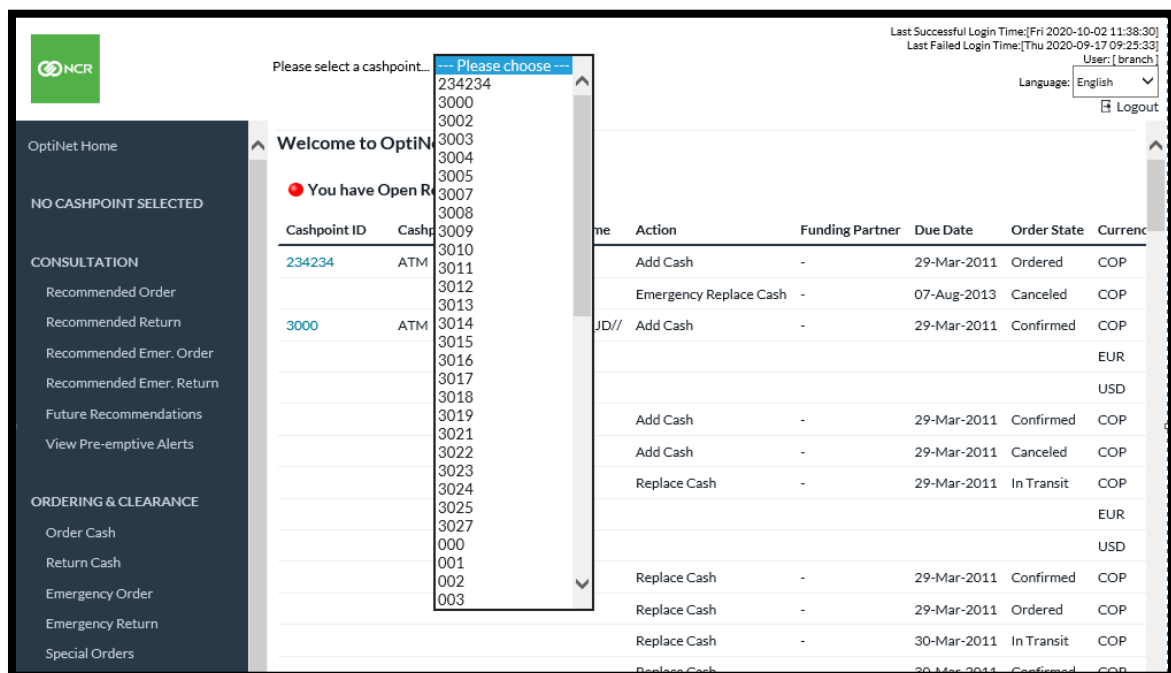 Last Successful Login Time:[Fri 2020-10-02 11:38:30]
Last Failed Login Time:[Thu 2020-09-17 09:25:33]
User: [ branch ]
NCR
Please select a cashpoint... --- Please choose ---
Language: English
Logout
234234
3000
3002
3003
3004
3005
3007
3008
3009
3010
3011
3012
3013
3014
3015
3016
3017
3018
3019
3021
3022
3023
3024
3025
3027
000
001
002
003
OptiNet Home
NO CASHPOINT SELECTED
CONSULTATION
Recommended Order
Recommended Return
Recommended Emer. Order
Recommended Emer. Return
Future Recommendations
View Pre-emptive Alerts
ORDERING & CLEARANCE
Order Cash
Return Cash
Emergency Order
Emergency Return
Special Orders
Welcome to
You have Open
Cashpoint ID Action Funding Partner Due Date Order State Currenc
234234 ATM Add Cash - 29-Mar-2011 Ordered COP
Emergency Replace Cash - 07-Aug-2013 Canceled COP
3000 ATM JD// Add Cash - 29-Mar-2011 Confirmed COP
EUR
USD
Add Cash - 29-Mar-2011 Confirmed COP
Add Cash - 29-Mar-2011 Canceled COP
Replace Cash - 29-Mar-2011 In Transit COP
EUR
USD
Replace Cash - 29-Mar-2011 Confirmed COP
Replace Cash - 29-Mar-2011 Ordered COP
Replace Cash - 30-Mar-2011 In Transit COP
Replace Cash 30-Mar-2011 Confirmed COP